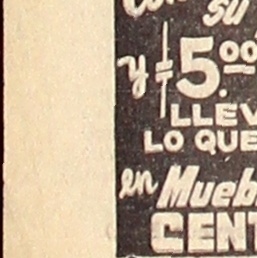 su
y ₡5.00
LLEV
LO QUE
en Mueb
CENT